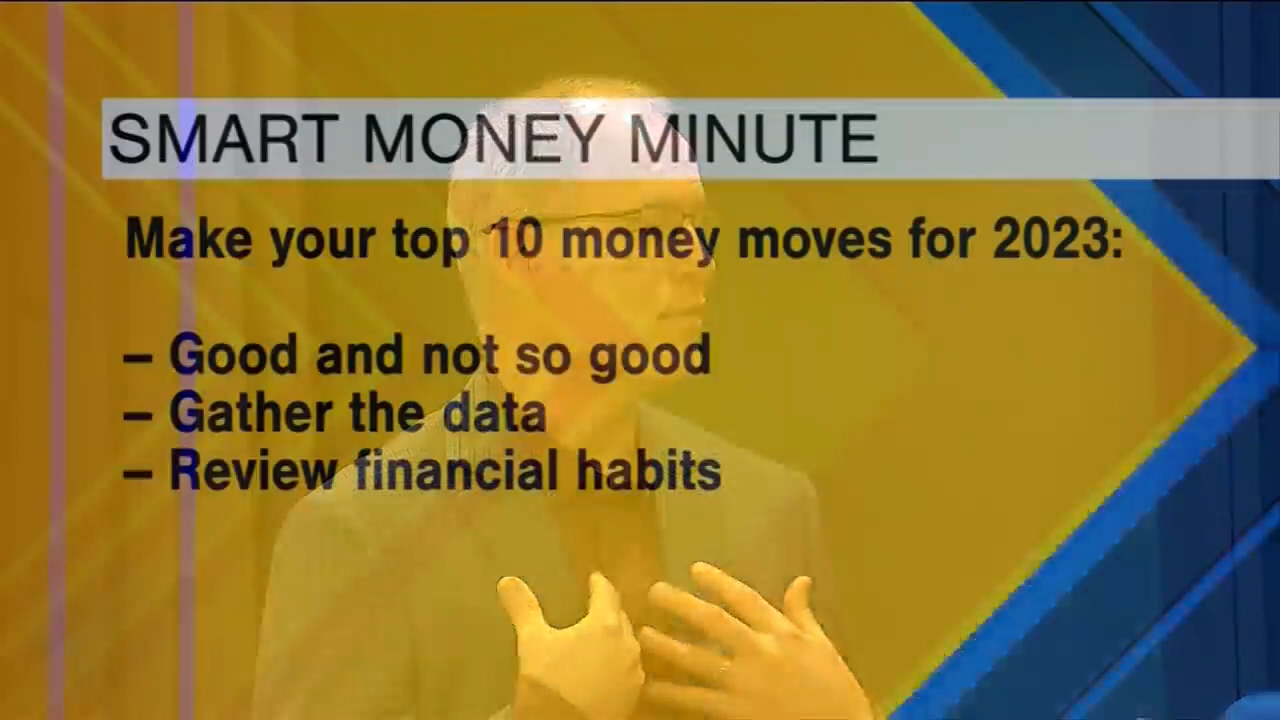 SMART MONEY MINUTE
Make your top 10 money moves for 2023:
– Good and not so good
– Gather the data
– Review financial habits